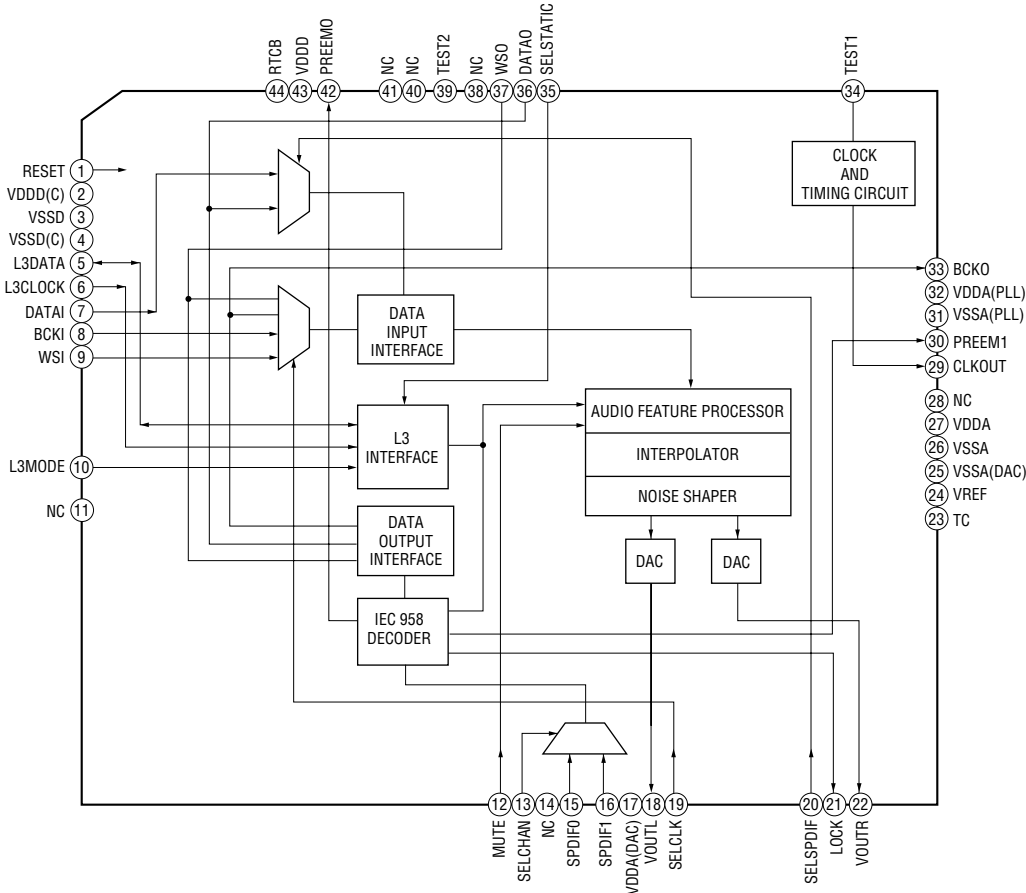 44 RTCB
43 VDDD
42 PREEMO
41 NC
40 NC
39 TEST2
38 NC
37 WSO
36 DATAO
35 SELSTATIC
34 TEST1
RESET 1
VDDD(C) 2
VSSD 3
VSSD(C) 4
L3DATA 5
L3CLOCK 6
DATAI 7
BCKI 8
WSI 9
L3MODE 10
NC 11
CLOCK
AND
TIMING CIRCUIT
DATA
INPUT
INTERFACE
L3
INTERFACE
AUDIO FEATURE PROCESSOR
INTERPOLATOR
NOISE SHAPER
DATA
OUTPUT
INTERFACE
DAC
DAC
IEC 958
DECODER
33 BCKO
32 VDDA(PLL)
31 VSSA(PLL)
30 PREEM1
29 CLKOUT
28 NC
27 VDDA
26 VSSA
25 VSSA(DAC)
24 VREF
23 TC
12 MUTE
13 SELCHAN
14 NC
15 SPDIF0
16 SPDIF1
17 VDDA(DAC)
18 VOUTL
19 SELCLK
20 SELSPDIF
21 LOCK
22 VOUTR